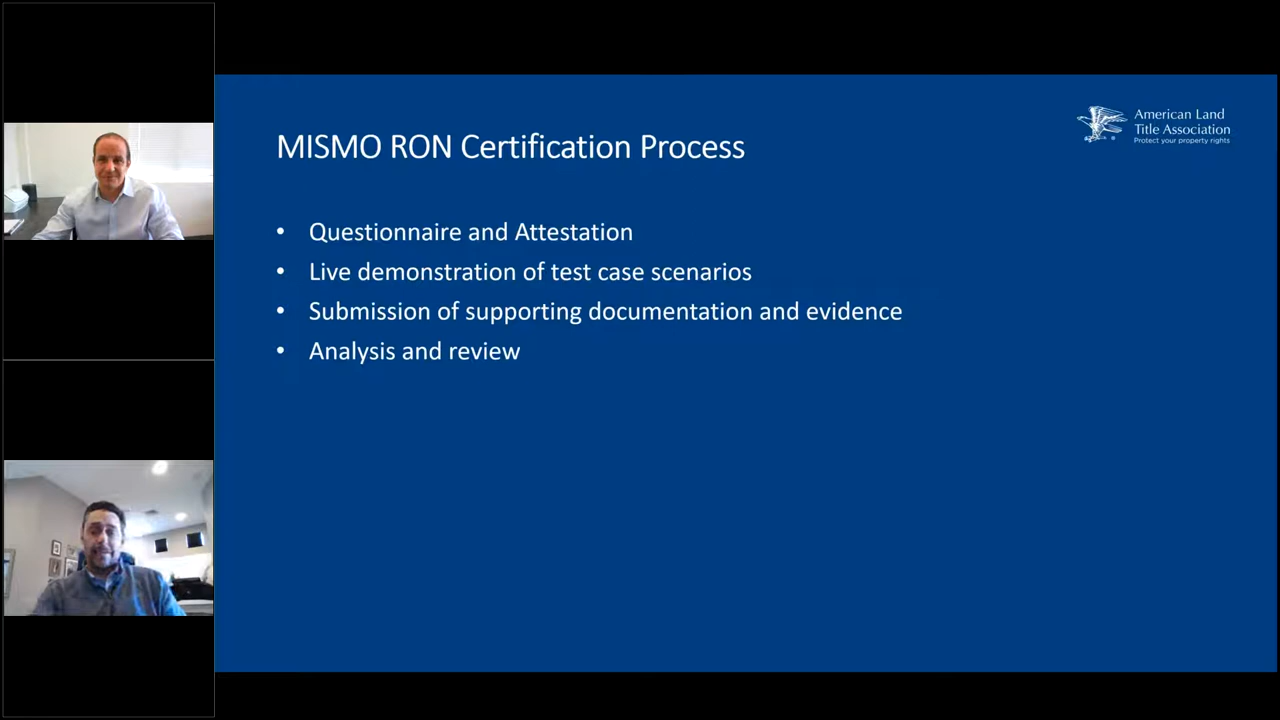 MISMO RON Certification Process
American Land
Title Association
Protect your property rights
• Questionnaire and Attestation
• Live demonstration of test case scenarios
• Submission of supporting documentation and evidence
• Analysis and review